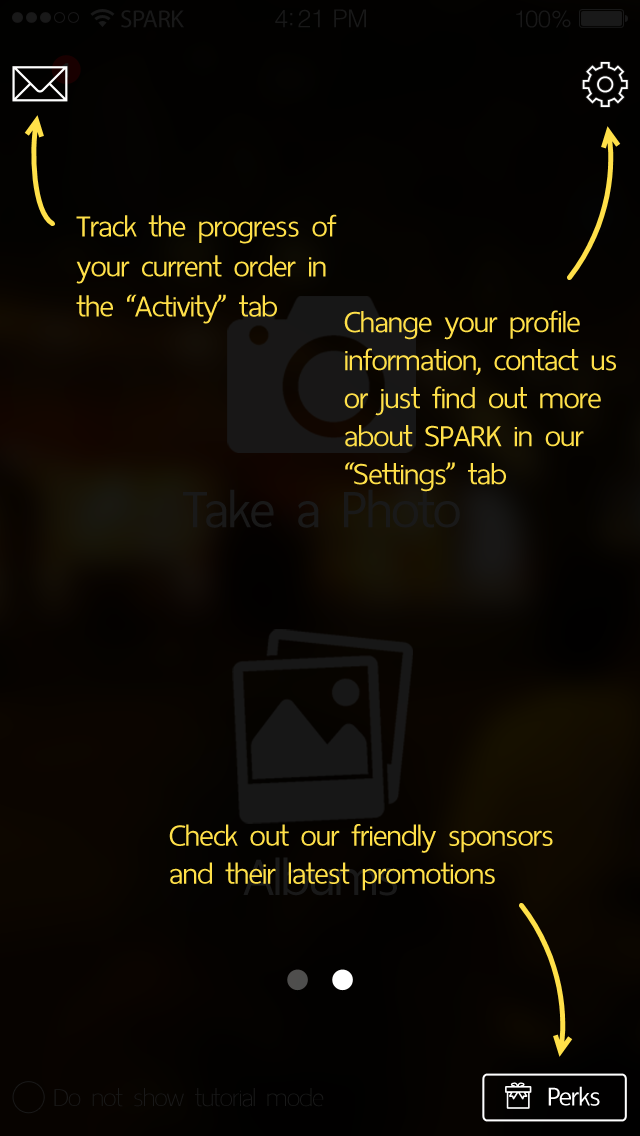 SPARK 4:21 PM 100%
Track the progress of
your current order in
the “Activity” tab
Change your profile
information, contact us
or just find out more
about SPARK in our
“Settings” tab
Take a Photo
Check out our friendly sponsors
and their latest promotions
Albums
Do not show tutorial mode
Perks